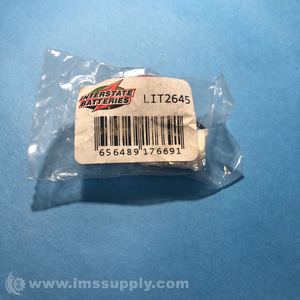 INTERSTATE
BATTERIES
LIT2645
656489 176691
© www.imssupply.com